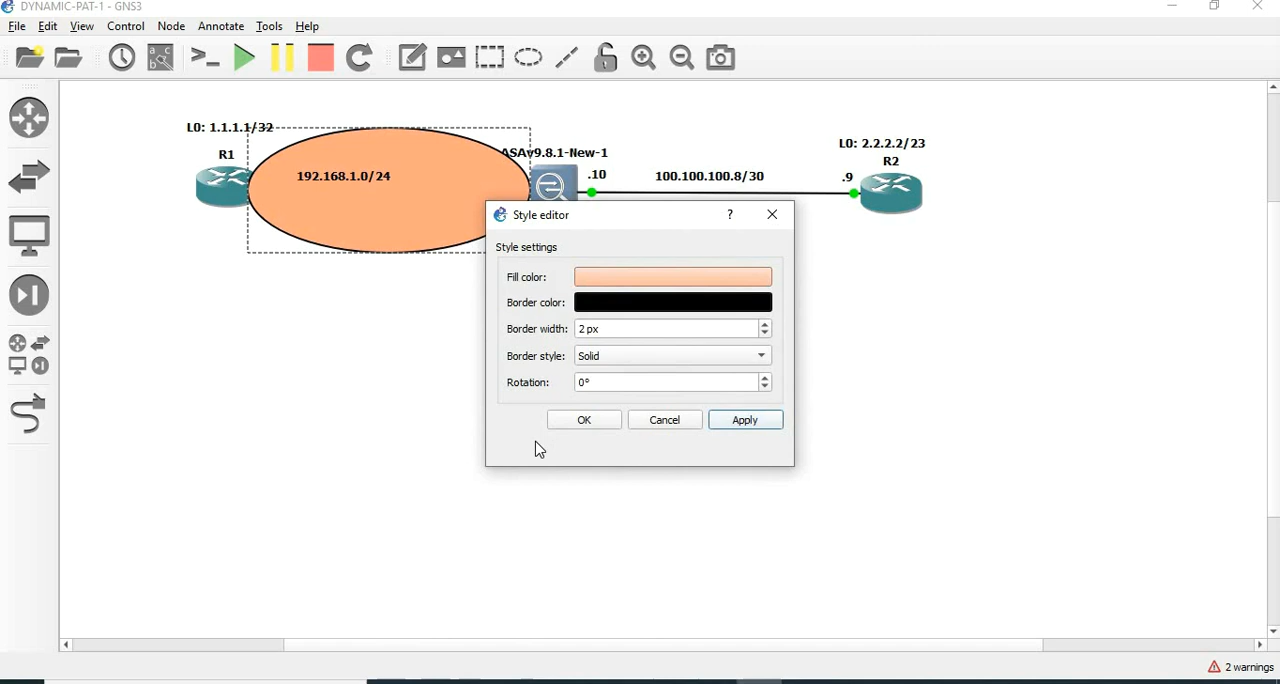 DYNAMIC-PAT-1 - GNS3
File Edit View Control Node Annotate Tools Help
L0: 1.1.1.1/32
R1
192.168.1.0/24
ASAv9.8.1-New-1
.10
100.100.100.8/30
L0: 2.2.2.2/23
R2
.9
Style editor
?
Style settings
Fill color:
Border color:
Border width: 2 px
Border style: Solid
Rotation: 0°
OK Cancel Apply
2 warnings